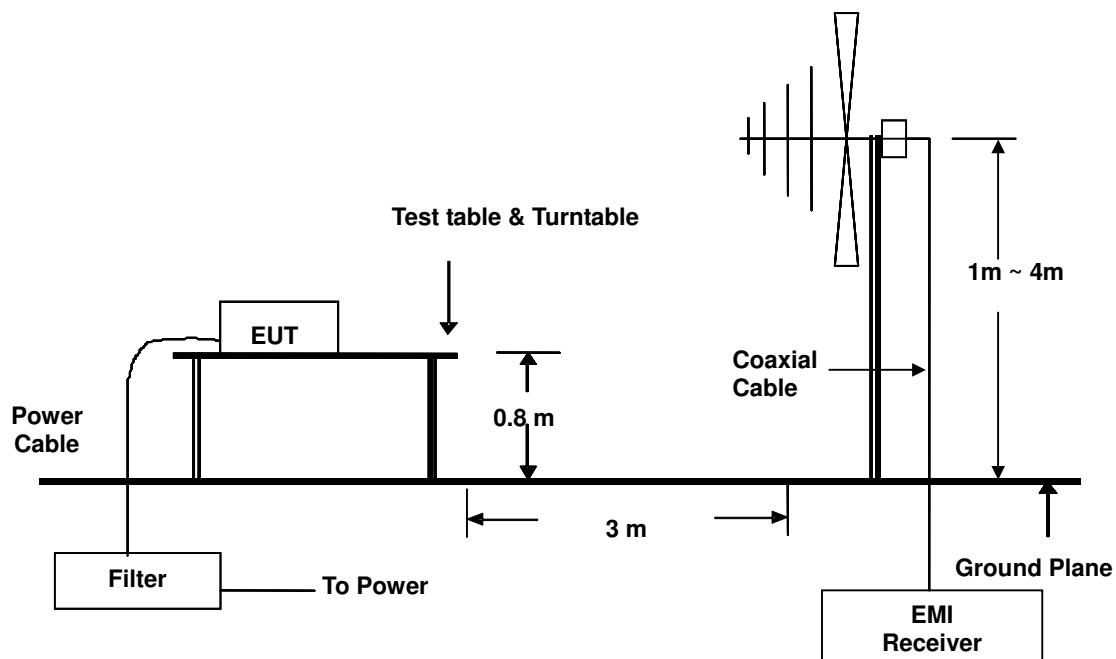 Test table & Turntable
1m ~ 4m
EUT
Coaxial
Cable
0.8 m
Power
Cable
3 m
Filter
To Power
Ground Plane
EMI
Receiver